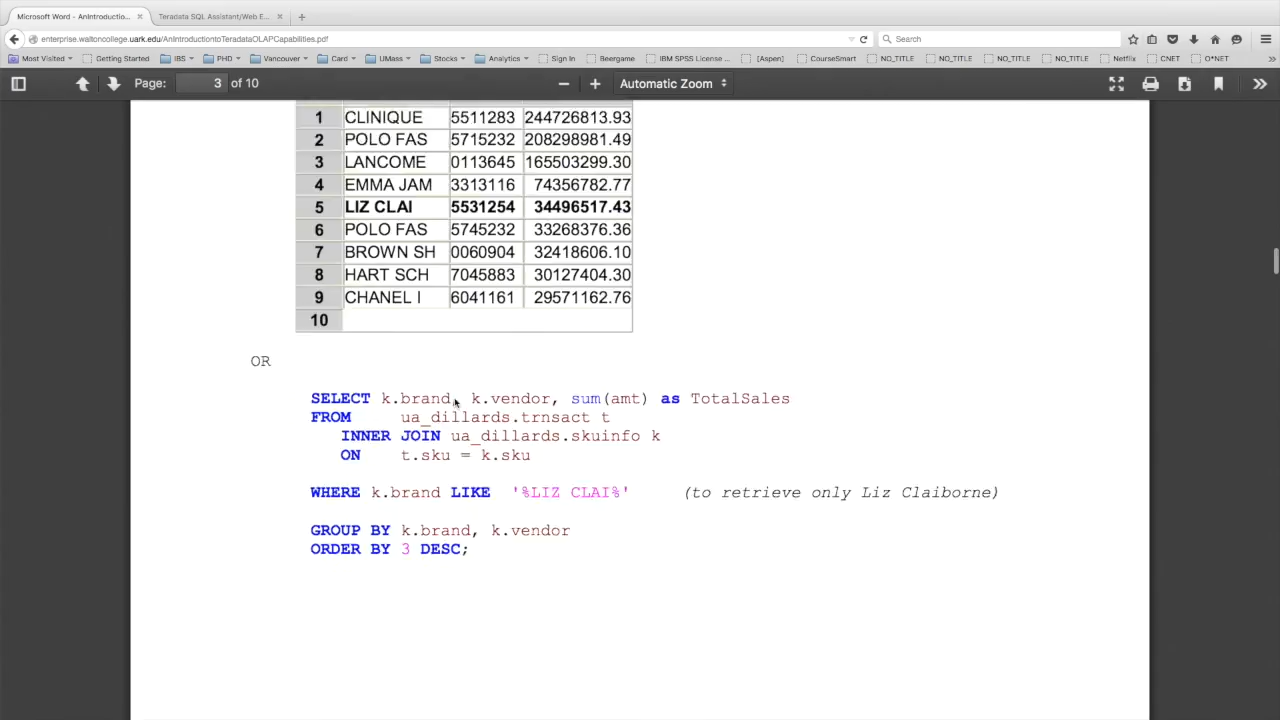 Microsoft Word - AnIntroductio...
Teradata SQL Assistant/Web E...
enterprise.waltoncollege.uark.edu/AnIntroductiontoTeradataOLAPCapabilities.pdf
Search
Most Visited
Getting Started
IBS
PHD
Vancouver
Card
UMass
Stocks
Analytics
Sign In
Beergame
IBM SPSS License ...
[Aspen]
CourseSmart
NO_TITLE
NO_TITLE
NO_TITLE
NO_TITLE
Netflix
CNET
O*NET
Page: 3 of 10
Automatic Zoom
1 CLINIQUE 5511283 244726813.93
2 POLO FAS 5715232 208298981.49
3 LANCOME 0113645 165503299.30
4 EMMA JAM 3313116 74356782.77
5 LIZ CLAI 5531254 34496517.43
6 POLO FAS 5745232 33268376.36
7 BROWN SH 0060904 32418606.10
8 HART SCH 7045883 30127404.30
9 CHANEL I 6041161 29571162.76
10
OR
SELECT k.brand, k.vendor, sum(amt) as TotalSales
FROM ua_dillards.trnsact t
INNER JOIN ua_dillards.skuinfo k
ON t.sku = k.sku
WHERE k.brand LIKE '%LIZ CLAI%' (to retrieve only Liz Claiborne)
GROUP BY k.brand, k.vendor
ORDER BY 3 DESC;